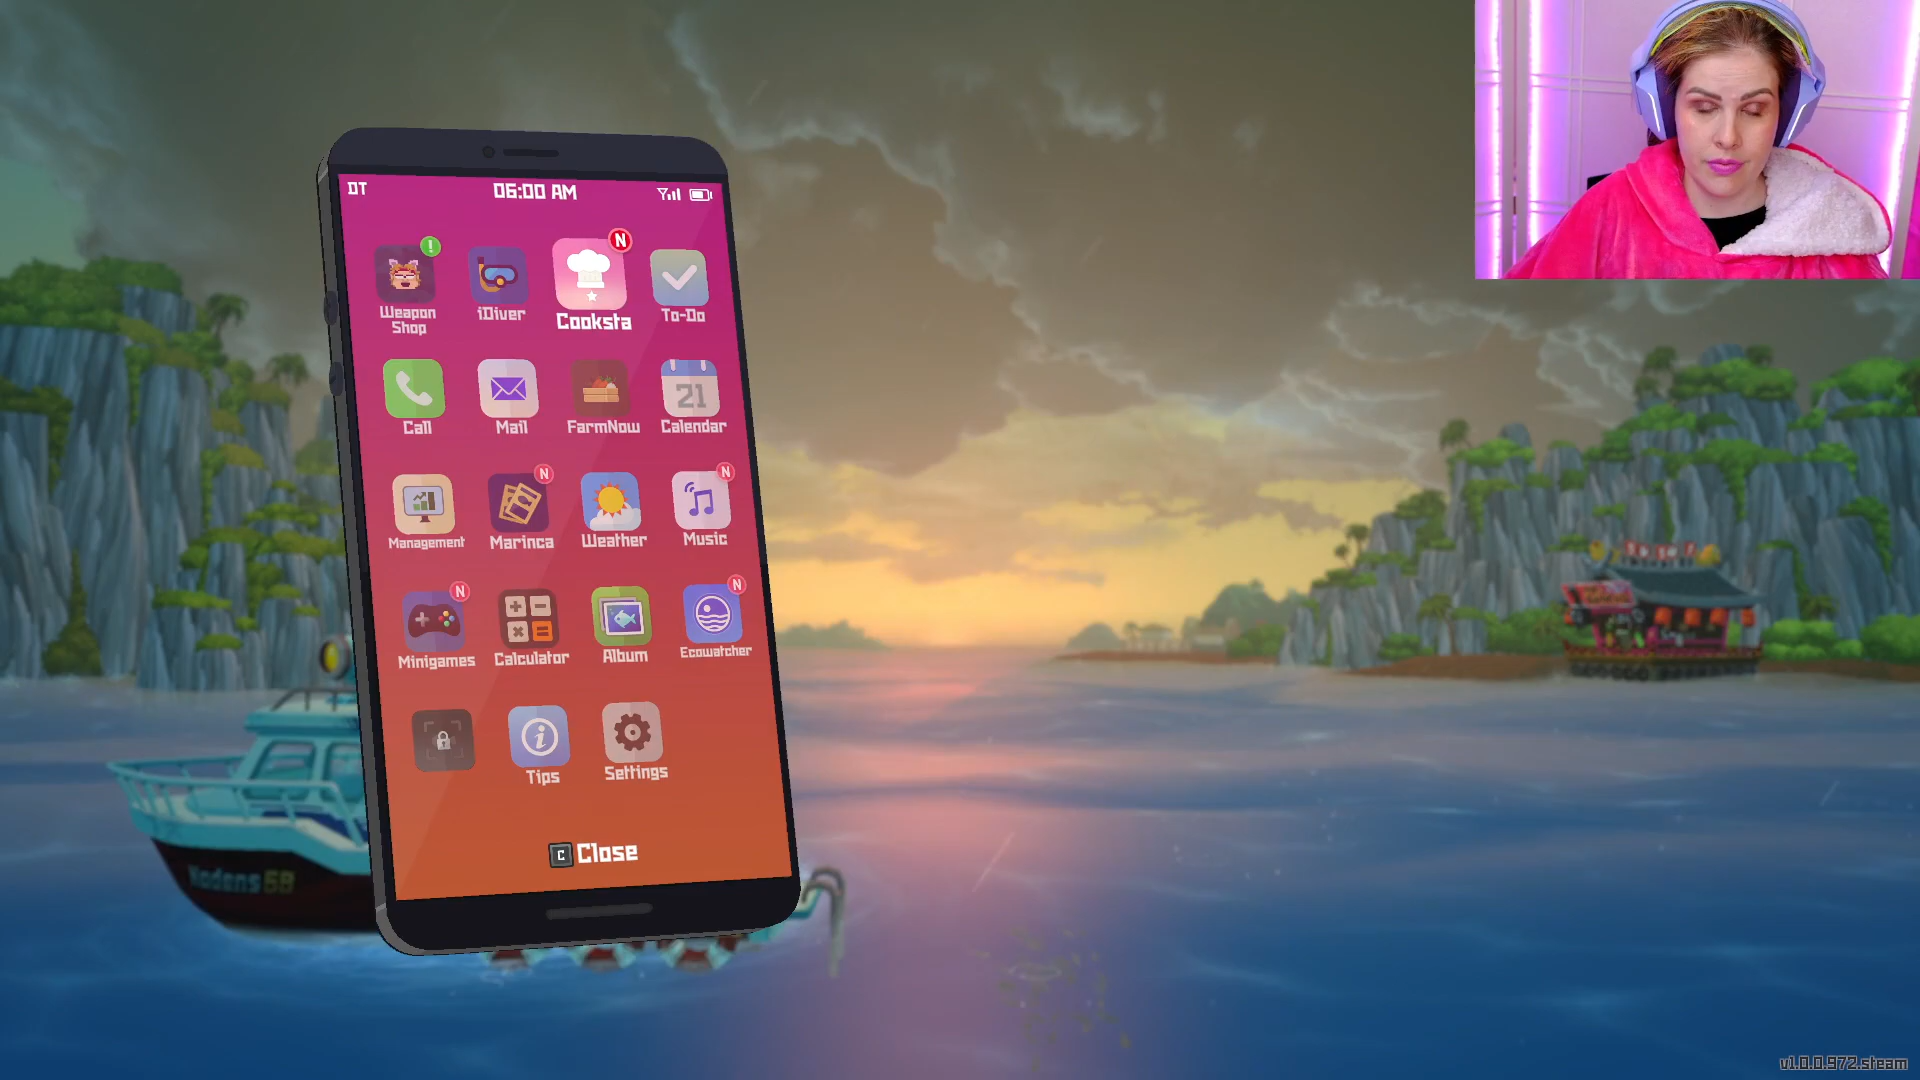 DT
06:00 AM
!
N
Weapon
Shop
iDiver
Cooksta
To-Do
21
Call
Mail
FarmNow
Calendar
N
N
Management
Marinca
Weather
Music
N
N
Minigames
Calculator
Album
Ecowatcher
Tips
Settings
C Close
v1.0.0.972.steam